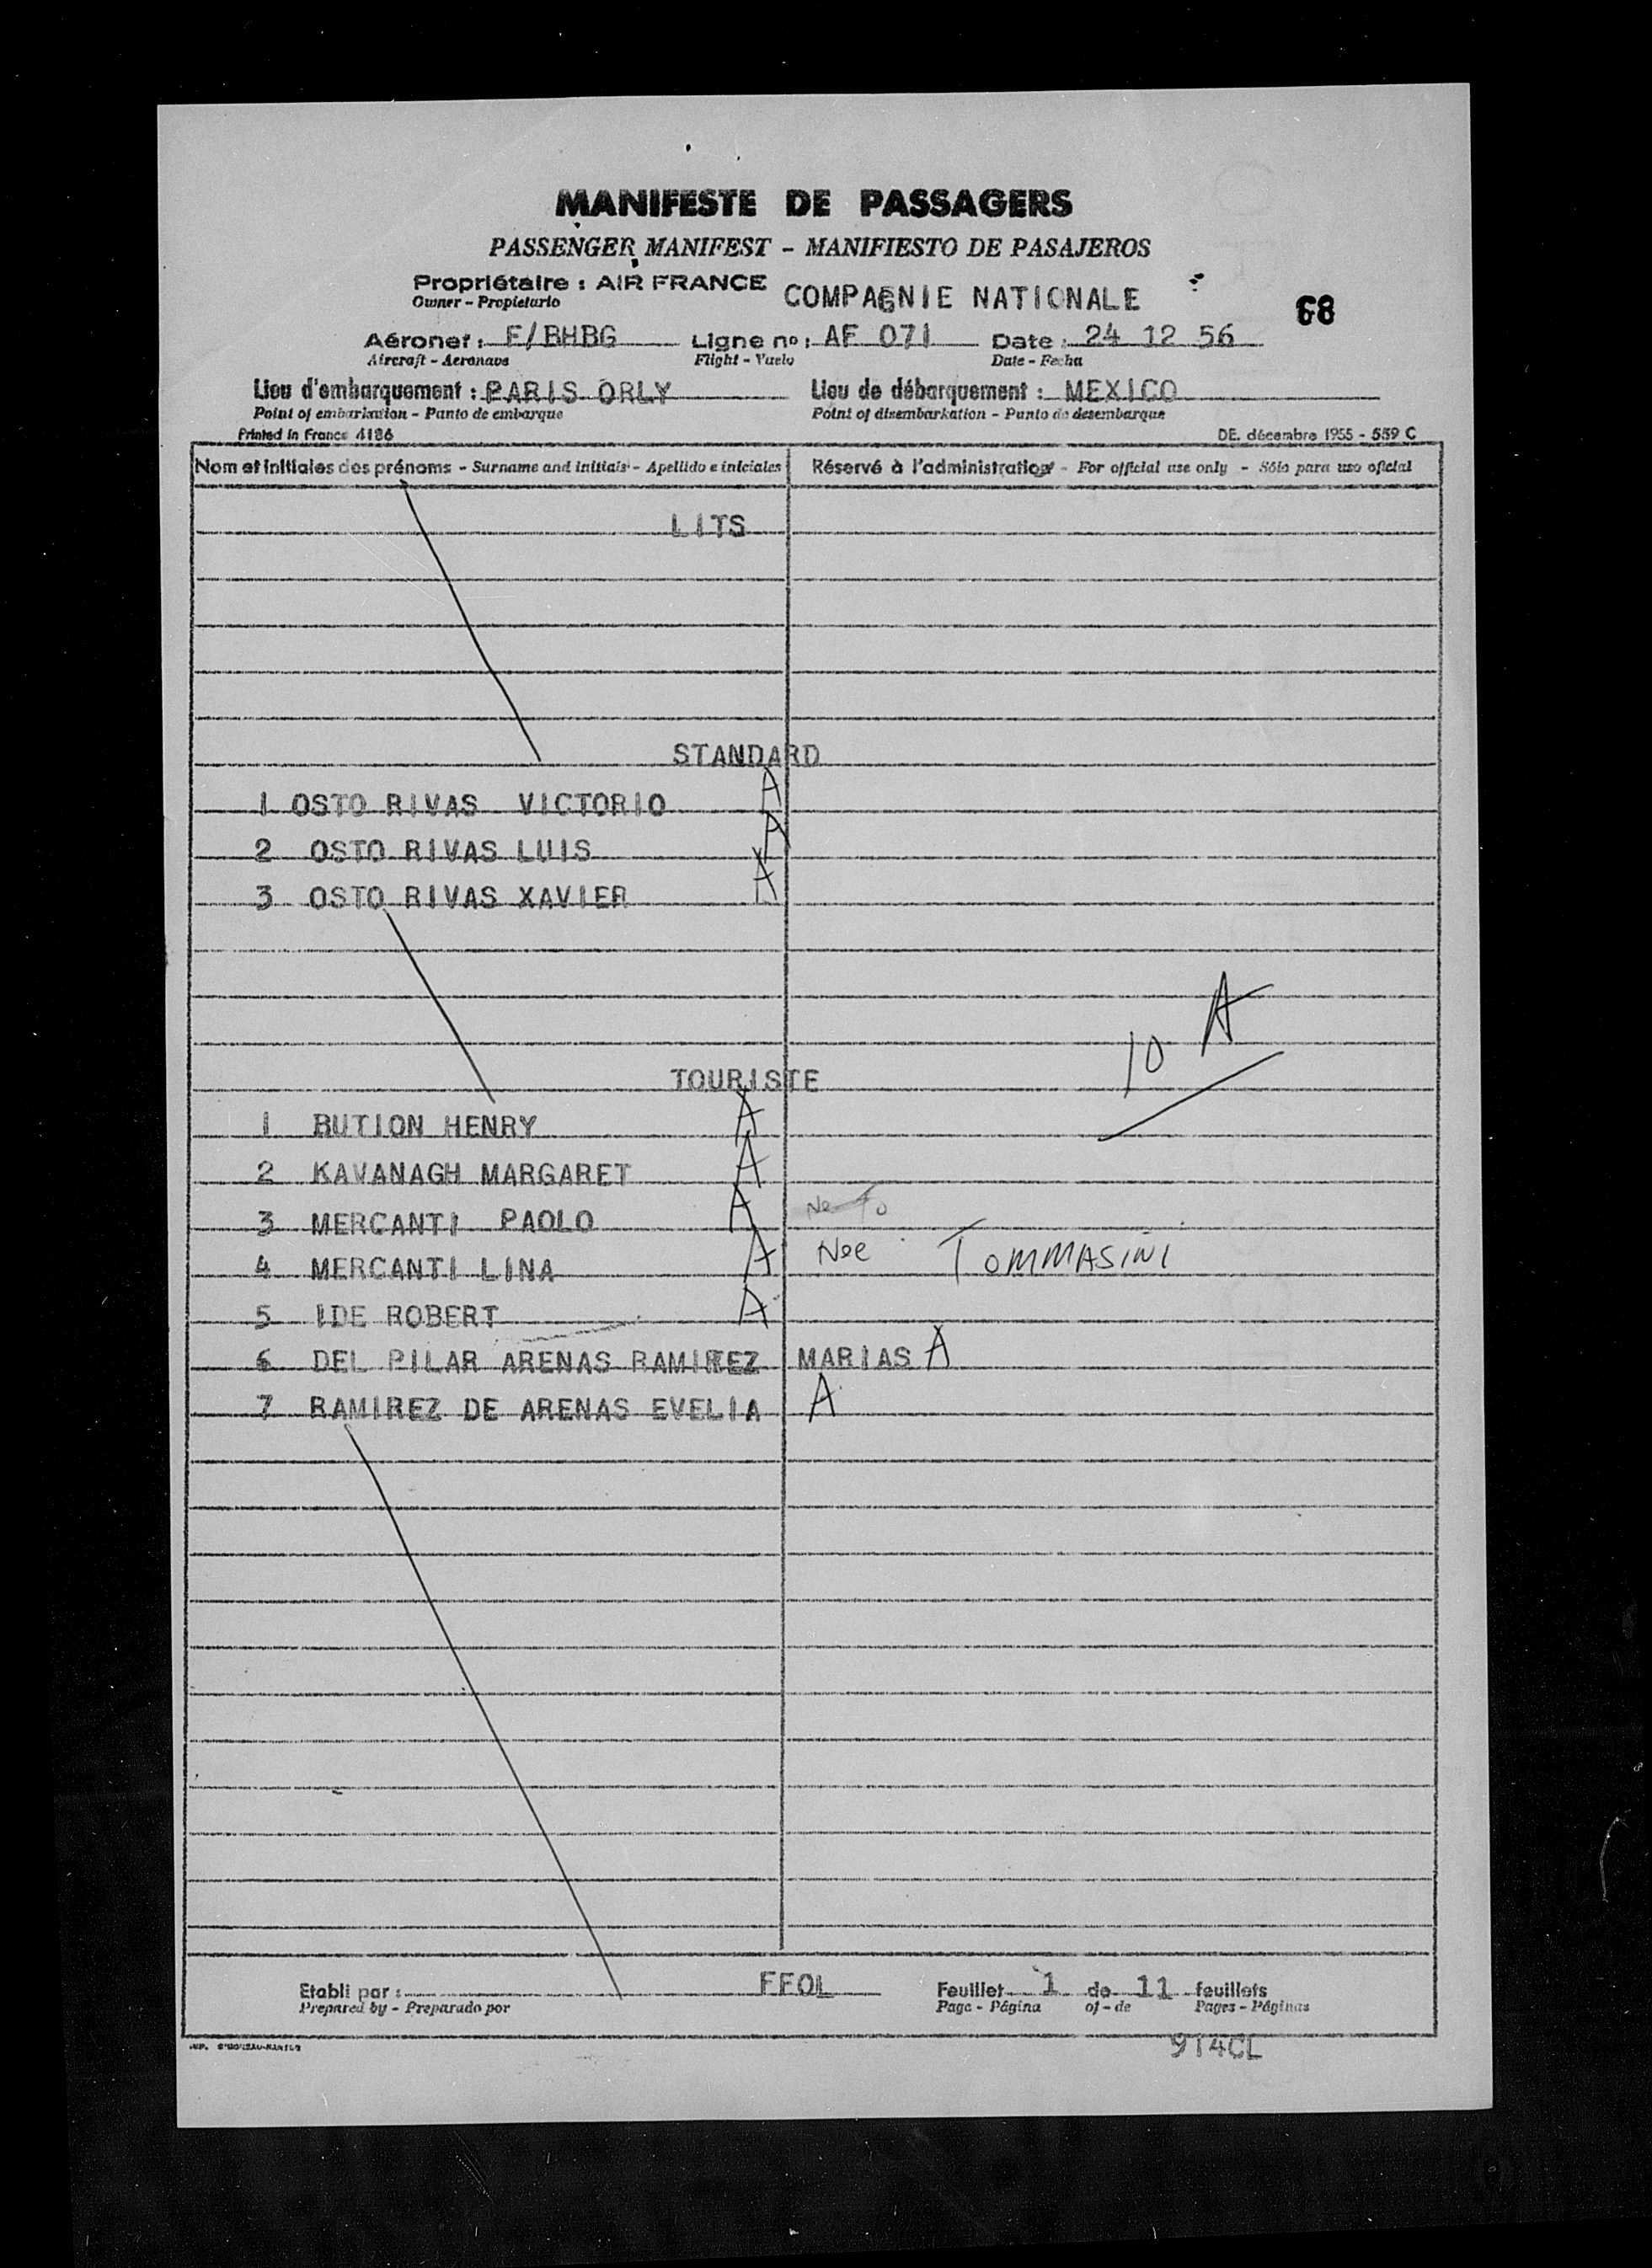 MANIFESTE DE PASSAGERS
PASSENGER MANIFEST - MANIFIESTO DE PASAJEROS
Propriétaire : AIR FRANCE COMPAGNIE NATIONALE
Owner - Propietario
68
Aéronef : F/BHBG Ligne nº : AF 071 Date : 24 12 56
Aircraft - Aeronave Flight - Vuelo Date - Fecha
Lieu d'embarquement : PARIS ORLY Lieu de débarquement : MEXICO
Point of embarkation - Punto de embarque Point of disembarkation - Punto de desembarque
Printed in France 4186 DE. décembre 1955 - 559 C
Nom et initiales des prénoms - Surname and initials - Apellido e iniciales Réservé à l'administration - For official use only - Sólo para uso oficial
LITS
STANDARD
1 OSTO RIVAS VICTORIO A
2 OSTO RIVAS LUIS A
3 OSTO RIVAS XAVIER A
10 A
TOURISTE
1 BUTION HENRY A
2 KAVANAGH MARGARET A
3 MERCANTI PAOLO A Ne To
4 MERCANTI LINA A Nee TOMMASINI
5 IDE ROBERT A
6 DEL PILAR ARENAS RAMIREZ MARIAS A
7 RAMIREZ DE ARENAS EVELIA A
Etabli par : FFOL Feuillet 1 de 11 feuillets
Prepared by - Preparado por Page - Página of - de Pages - Páginas
914CL